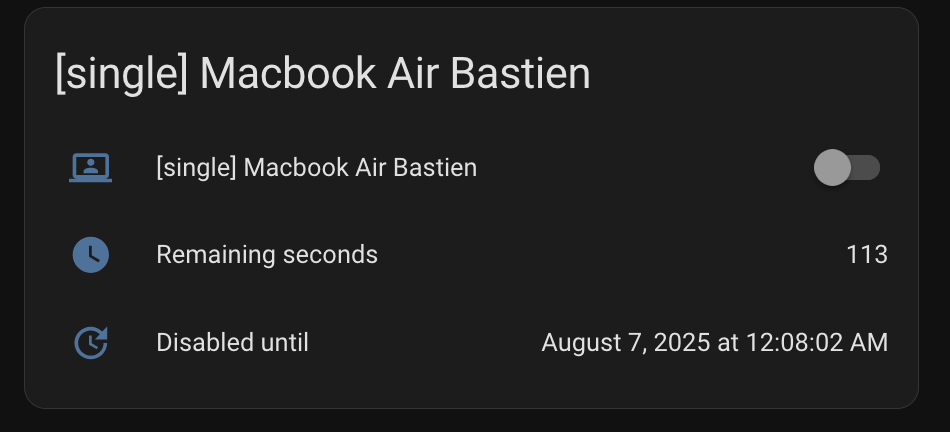 [single] Macbook Air Bastien
[single] Macbook Air Bastien
Remaining seconds 113
Disabled until August 7, 2025 at 12:08:02 AM